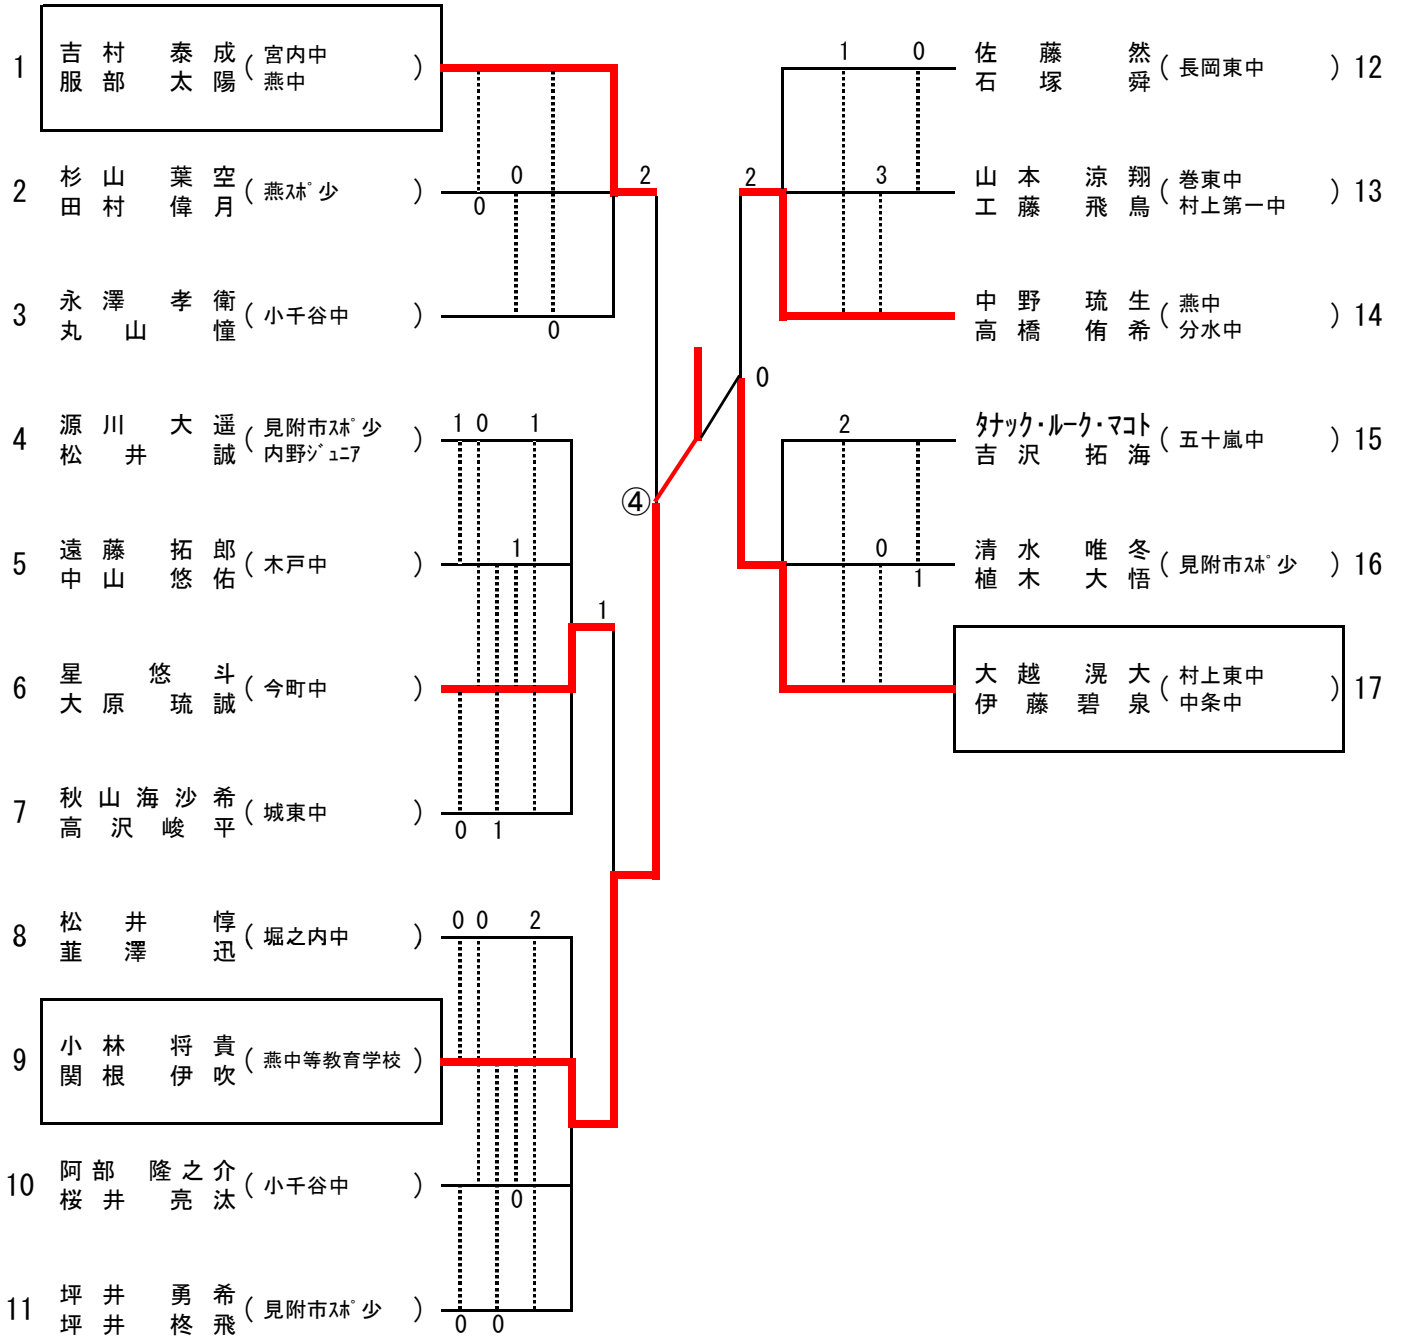 1 吉村 泰成 ( 宮内中 )
服部 太陽 燕中
2 杉山 葉空 ( 燕ｽﾎﾟ少 )
田村 偉月
3 永澤 孝衛 ( 小千谷中 )
丸山 憧
4 源川 大遥 ( 見附市ｽﾎﾟ少 )
松井 誠 内野ｼﾞｭﾆｱ
5 遠藤 拓郎 ( 木戸中 )
中山 悠佑
6 星 悠斗 ( 今町中 )
大原 琉誠
7 秋山海沙希 ( 城東中 )
高沢峻平
8 松井 惇 ( 堀之内中 )
韮澤 迅
9 小林 将貴 ( 燕中等教育学校 )
関根 伊吹
10 阿部 隆之介 ( 小千谷中 )
桜井 亮汰
11 坪井 勇希 ( 見附市ｽﾎﾟ少 )
坪井 柊飛
0
0
0
2
1 0 1
1
0 1
1
0 0 2
0
0 0
④
2
0
1 0
3
2
0
1
佐藤 然 ( 長岡東中 ) 12
石塚 舜
山本 涼翔 ( 巻東中 ) 13
工藤 飛鳥 村上第一中
中野 琉生 ( 燕中 ) 14
高橋 侑希 分水中
ﾀﾅｯｸ・ﾙｰｸ・ﾏｺﾄ ( 五十嵐中 ) 15
吉沢 拓海
清水 唯冬 ( 見附市ｽﾎﾟ少 ) 16
植木 大悟
大越 滉大 ( 村上東中 ) 17
伊藤碧泉 中条中